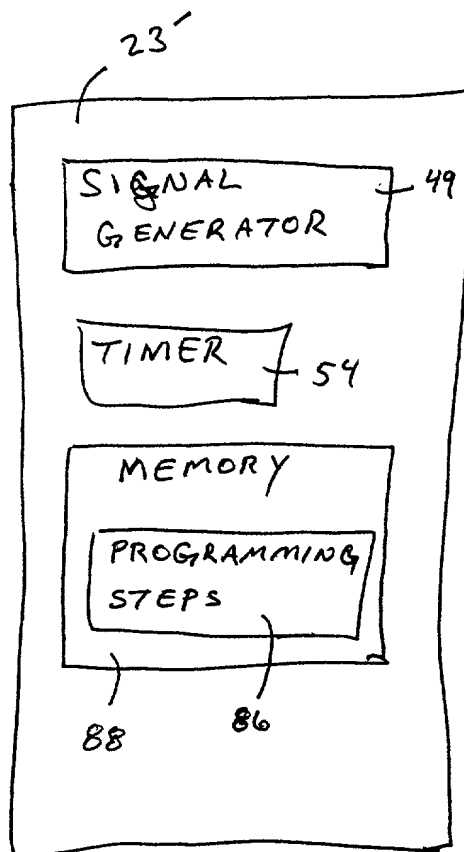 23'
SIGNAL
GENERATOR
49
TIMER
54
MEMORY
PROGRAMMING
STEPS
88
86